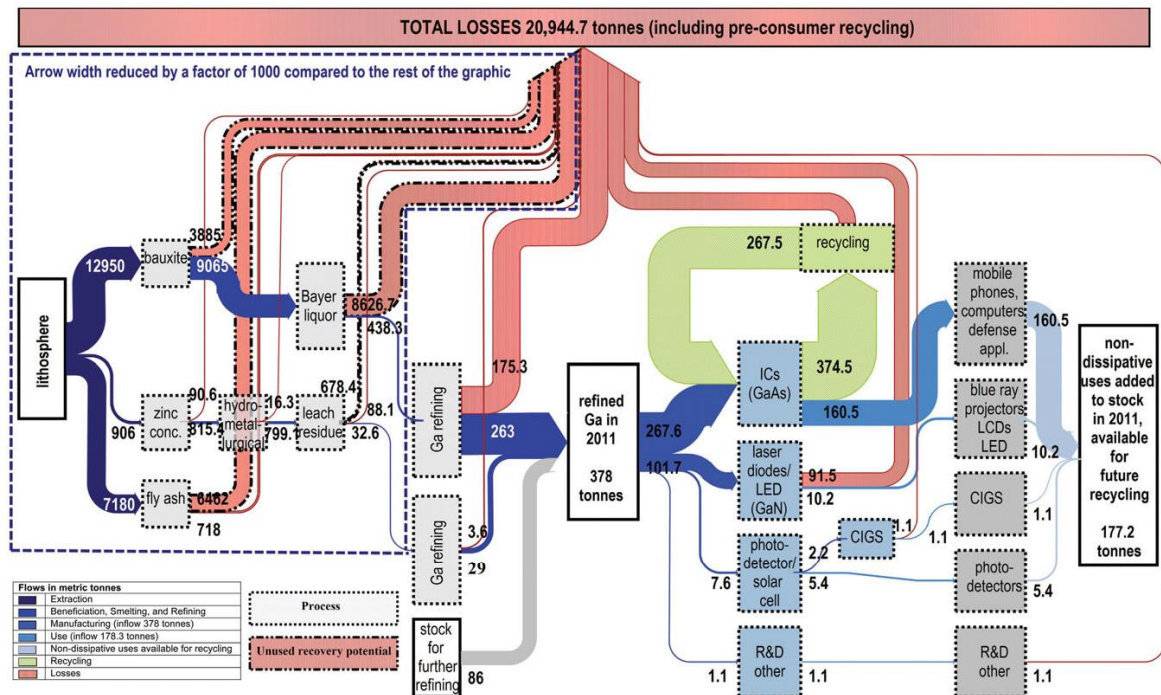 TOTAL LOSSES 20,944.7 tonnes (including pre-consumer recycling)
Arrow width reduced by a factor of 1000 compared to the rest of the graphic
lithosphere
12950
906
7180
bauxite
3885
9065
zinc
conc.
90.6
815.4
fly ash
6462
718
hydro-
metal-
lurgical
16.3
799.1
Bayer
liquor
8626.7
438.3
leach
residue
678.4
88.1
32.6
Ga refining
175.3
263
Ga refining
3.6
29
stock
for
further
refining
86
refined
Ga in
2011
378
tonnes
267.6
101.7
7.6
1.1
267.5
recycling
374.5
ICs
(GaAs)
160.5
laser
diodes/
LED
(GaN)
91.5
10.2
photo-
detector/
solar
cell
2.2
5.4
CIGS
1.1
1.1
R&D
other
1.1
mobile
phones,
computers
defense
appl.
160.5
blue ray
projectors
LCDs
LED
10.2
CIGS
1.1
photo-
detectors
5.4
R&D
other
1.1
non-
dissipative
uses added
to stock
in 2011,
available
for
future
recycling
177.2
tonnes
Flows in metric tonnes
Extraction
Beneficiation, Smelting, and Refining
Manufacturing (inflow 378 tonnes)
Use (inflow 178.3 tonnes)
Non-dissipative uses available for recycling
Recycling
Losses
Process
Unused recovery potential